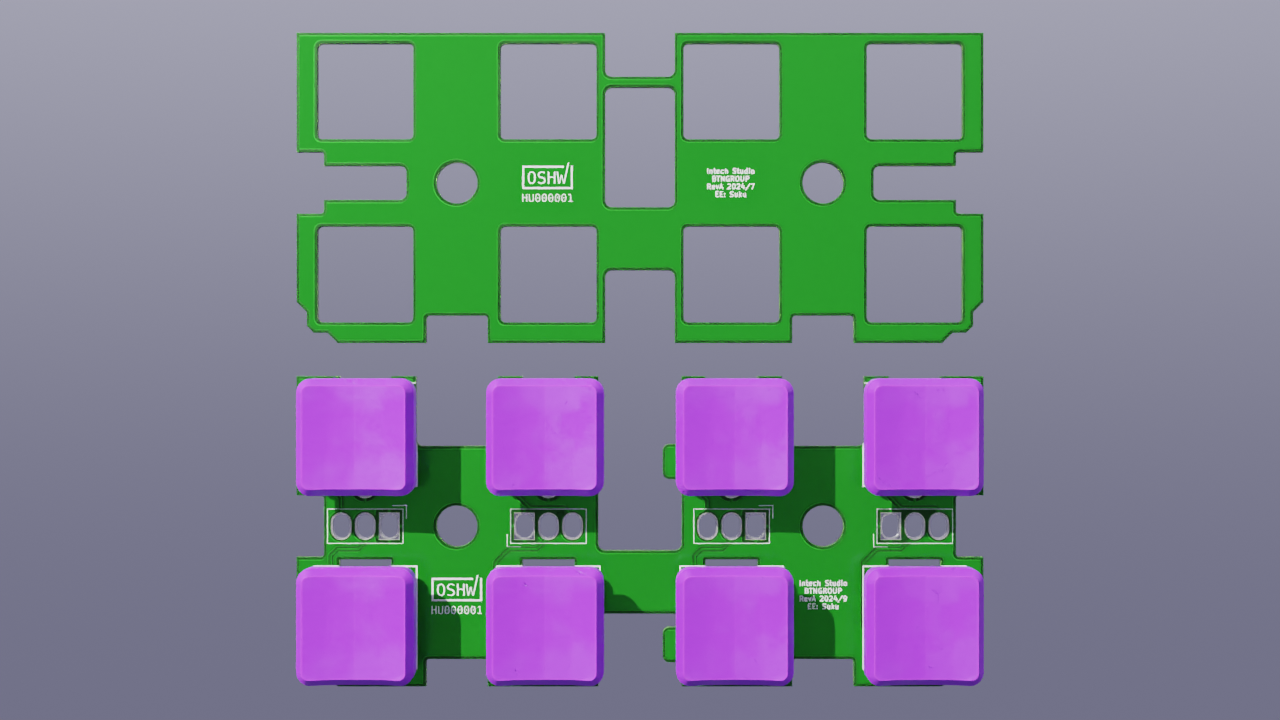 OSHW
HU000001
Intech Studio
BTNGROUP
RevA 2024/7
EE: Suku
OSHW
HU000001
Intech Studio
BTNGROUP
RevA 2024/9
EE: Suku